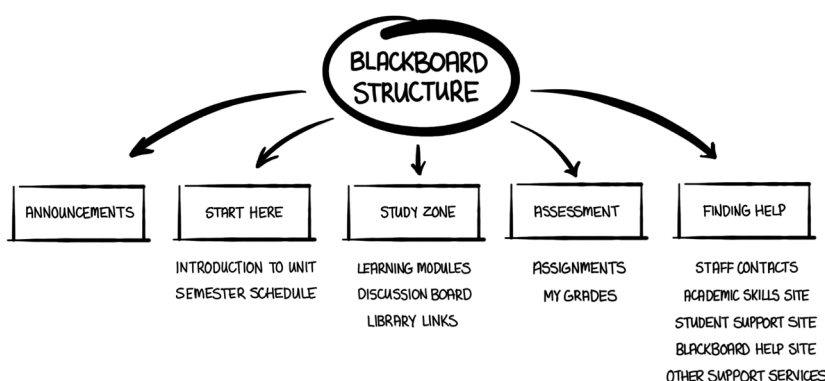 BLACKBOARD
STRUCTURE
ANNOUNCEMENTS
START HERE
INTRODUCTION TO UNIT
SEMESTER SCHEDULE
STUDY ZONE
LEARNING MODULES
DISCUSSION BOARD
LIBRARY LINKS
ASSESSMENT
ASSIGNMENTS
MY GRADES
FINDING HELP
STAFF CONTACTS
ACADEMIC SKILLS SITE
STUDENT SUPPORT SITE
BLACKBOARD HELP SITE
OTHER SUPPORT SERVICES